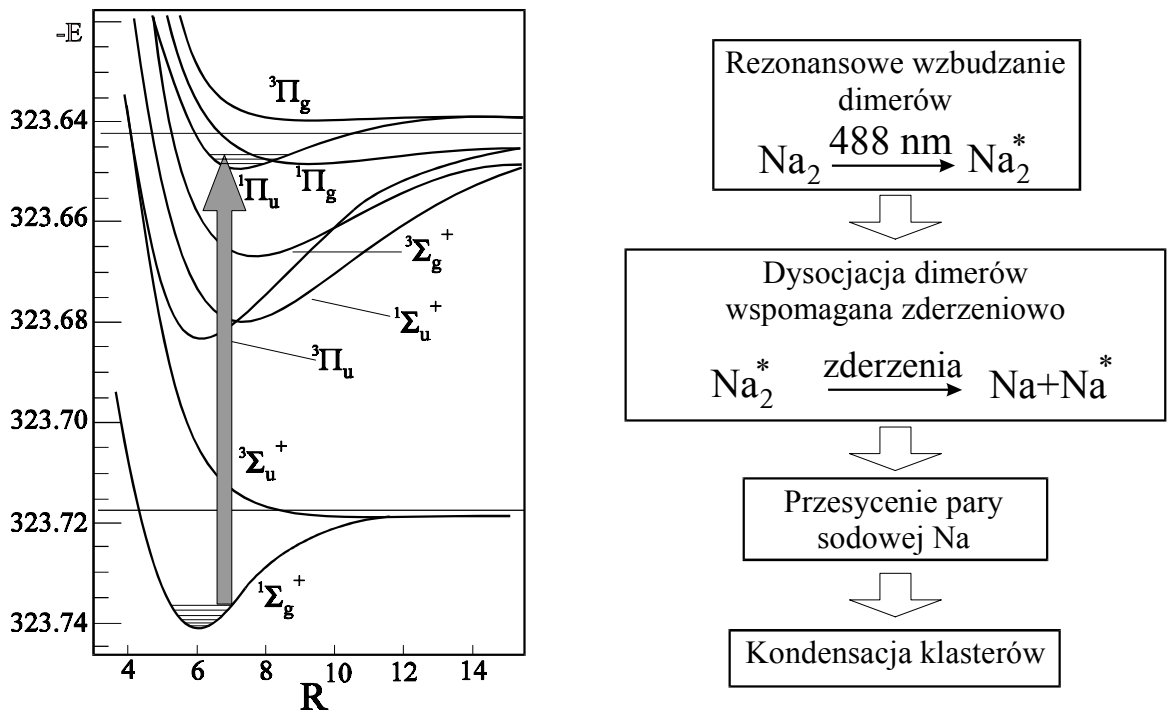 -E
323.64
323.66
323.68
323.70
323.72
323.74
4 6 8 10 12 14
R
³Πg
¹Πu
¹Πg
³Σg⁺
¹Σu⁺
³Πu
³Σu⁺
¹Σg⁺
Rezonansowe wzbudzanie
dimerów
488 nm
Na₂ → Na₂*
Dysocjacja dimerów
wspomagana zderzeniowo
zderzenia
Na₂* → Na+Na*
Przesycenie pary
sodowej Na
Kondensacja klasterów